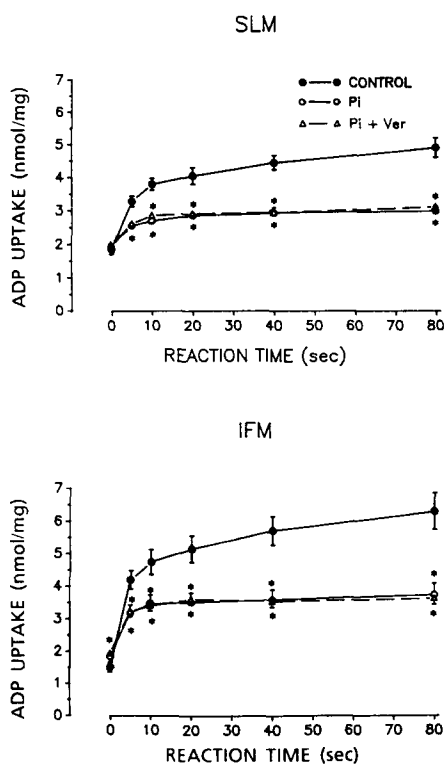 SLM
ADP UPTAKE (nmol/mg)
7
6
5
4
3
2
1
0
CONTROL
Pi
Pi + Ver
* * * * *
* * * * *
0 10 20 30 40 50 60 70 80
REACTION TIME (sec)
IFM
ADP UPTAKE (nmol/mg)
7
6
5
4
3
2
1
0
* * * * * *
* * * * *
0 10 20 30 40 50 60 70 80
REACTION TIME (sec)